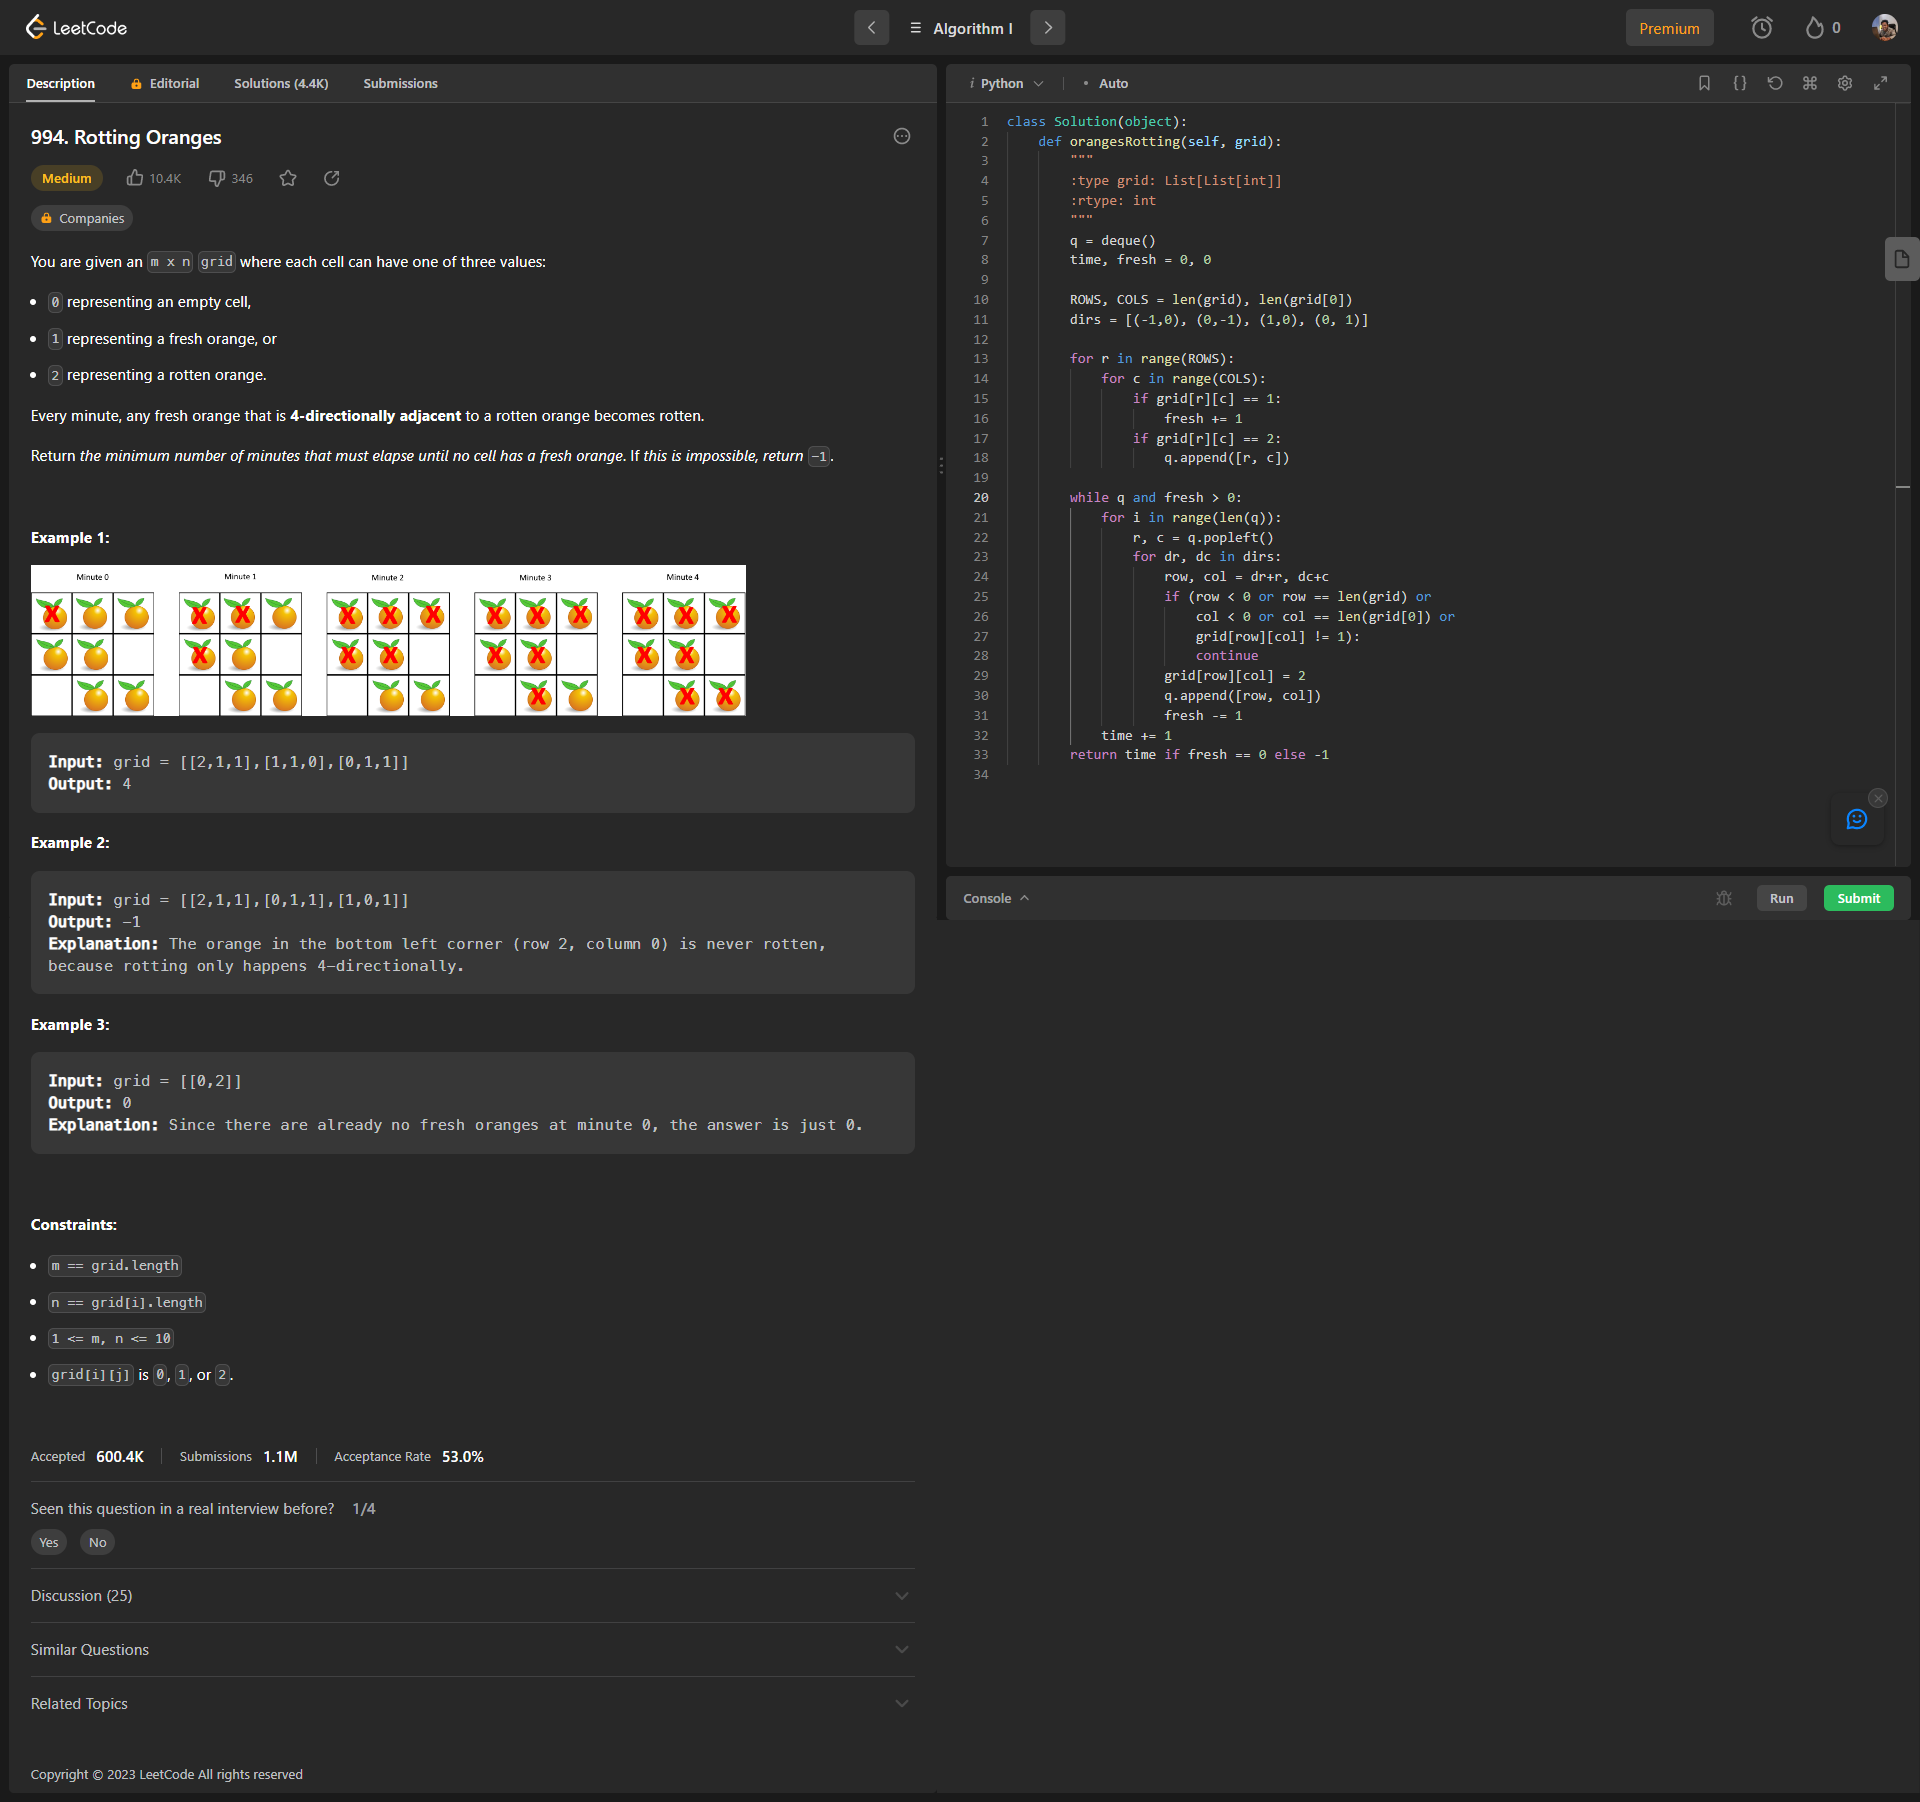 LeetCode
Algorithm I
Premium
0
Description
Editorial
Solutions (4.4K)
Submissions
994. Rotting Oranges
Medium
10.4K
346
Companies
You are given an m x n grid where each cell can have one of three values:
• 0 representing an empty cell,
• 1 representing a fresh orange, or
• 2 representing a rotten orange.
Every minute, any fresh orange that is 4-directionally adjacent to a rotten orange becomes rotten.
Return the minimum number of minutes that must elapse until no cell has a fresh orange. If this is impossible, return -1.
Example 1:
Minute 0
Minute 1
Minute 2
Minute 3
Minute 4
Input: grid = [[2,1,1],[1,1,0],[0,1,1]]
Output: 4
Example 2:
Input: grid = [[2,1,1],[0,1,1],[1,0,1]]
Output: -1
Explanation: The orange in the bottom left corner (row 2, column 0) is never rotten,
because rotting only happens 4-directionally.
Example 3:
Input: grid = [[0,2]]
Output: 0
Explanation: Since there are already no fresh oranges at minute 0, the answer is just 0.
Constraints:
• m == grid.length
• n == grid[i].length
• 1 <= m, n <= 10
• grid[i][j] is 0, 1, or 2.
Accepted 600.4K
Submissions 1.1M
Acceptance Rate 53.0%
Seen this question in a real interview before? 1/4
Yes
No
Discussion (25)
Similar Questions
Related Topics
Copyright © 2023 LeetCode All rights reserved
i Python
• Auto
1 class Solution(object):
2     def orangesRotting(self, grid):
3         """
4         :type grid: List[List[int]]
5         :rtype: int
6         """
7         q = deque()
8         time, fresh = 0, 0
9
10         ROWS, COLS = len(grid), len(grid[0])
11         dirs = [(-1,0), (0,-1), (1,0), (0, 1)]
12
13         for r in range(ROWS):
14             for c in range(COLS):
15                 if grid[r][c] == 1:
16                     fresh += 1
17                 if grid[r][c] == 2:
18                     q.append([r, c])
19
20         while q and fresh > 0:
21             for i in range(len(q)):
22                 r, c = q.popleft()
23                 for dr, dc in dirs:
24                     row, col = dr+r, dc+c
25                     if (row < 0 or row == len(grid) or
26                         col < 0 or col == len(grid[0]) or
27                         grid[row][col] != 1):
28                         continue
29                     grid[row][col] = 2
30                     q.append([row, col])
31                     fresh -= 1
32             time += 1
33         return time if fresh == 0 else -1
34
Console
Run
Submit